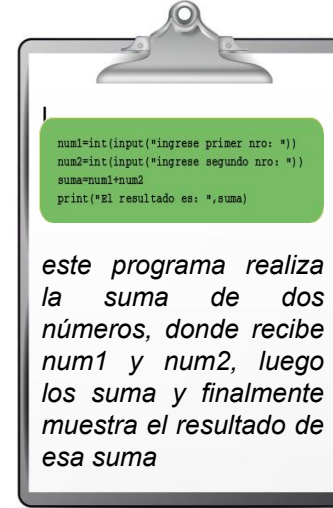 num1=int(input("ingrese primer nro: "))
num2=int(input("ingrese segundo nro: "))
suma=num1+num2
print("El resultado es: ",suma)
este programa realiza
la suma de dos
números, donde recibe
num1 y num2, luego
los suma y finalmente
muestra el resultado de
esa suma